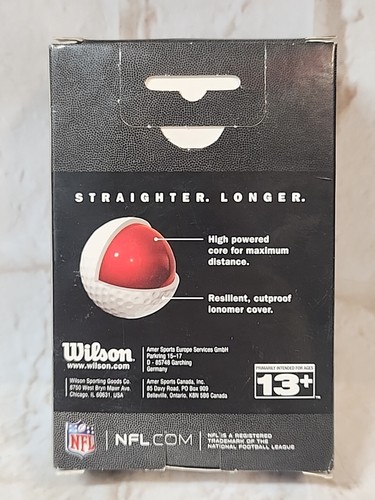 STRAIGHTER. LONGER.
High powered
core for maximum
distance.
Resilient, cutproof
ionomer cover.
Wilson
www.wilson.com
Wilson Sporting Goods Co.
8750 West Bryn Mawr Ave.
Chicago, IL 60631, USA
Amer Sports Europe Services GmbH
Parkring 15-17
D - 85748 Garching
Germany
Amer Sports Canada, Inc.
85 Davy Road, PO Box 909
Belleville, Ontario, K8N 5B6 Canada
PRIMARILY INTENDED FOR AGES
13+
NFL
NFL.COM
NFL IS A REGISTERED
TRADEMARK OF THE
NATIONAL FOOTBALL LEAGUE